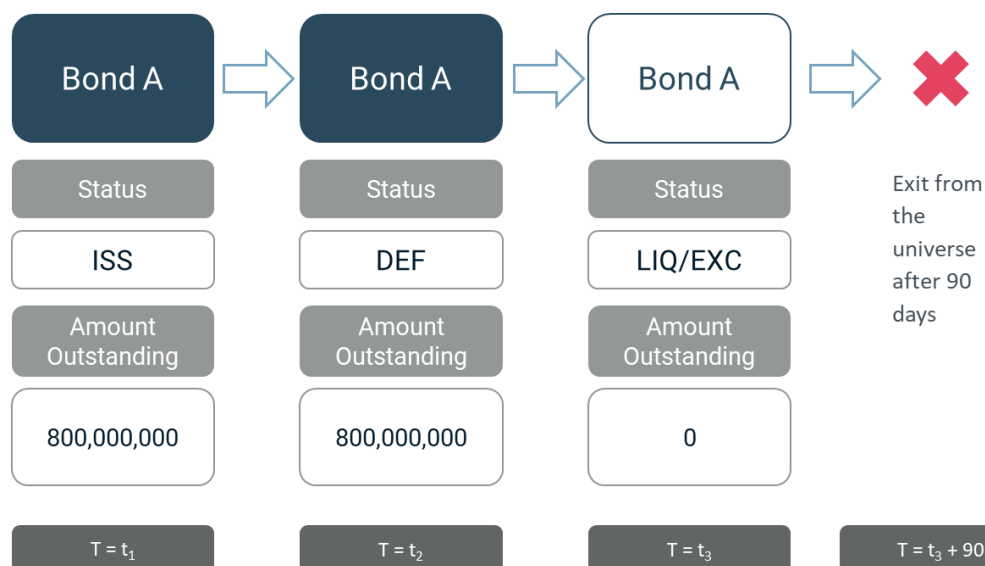 Bond A
Bond A
Bond A
Status
Status
Status
Exit from
the
universe
after 90
days
ISS
DEF
LIQ/EXC
Amount
Outstanding
Amount
Outstanding
Amount
Outstanding
800,000,000
800,000,000
0
T = t₁
T = t₂
T = t₃
T = t₃ + 90